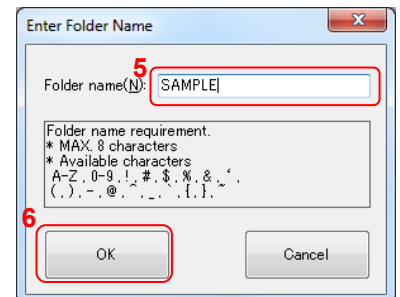 Enter Folder Name
5
Folder name(N): SAMPLE
Folder name requirement.
* MAX. 8 characters
* Available characters
A-Z , 0-9 , ! , # , $ , % , & , ‘ ,
( , ) , - , @ , ^ , _ , ` , { , } , ~
6
OK Cancel